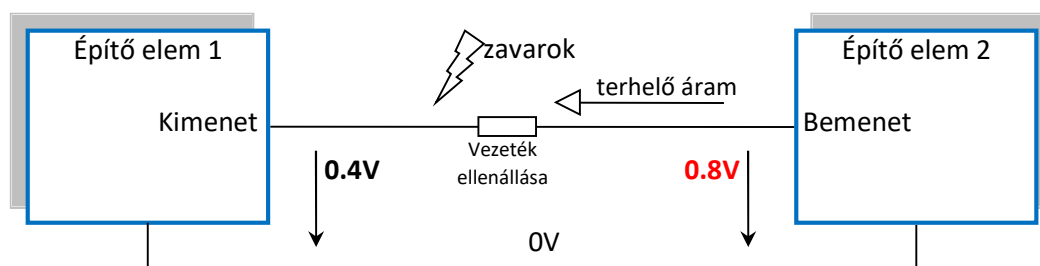 Építő elem 1
zavarok
Építő elem 2
terhelő áram
Kimenet
Bemenet
Vezeték
ellenállása
0.4V
0.8V
0V